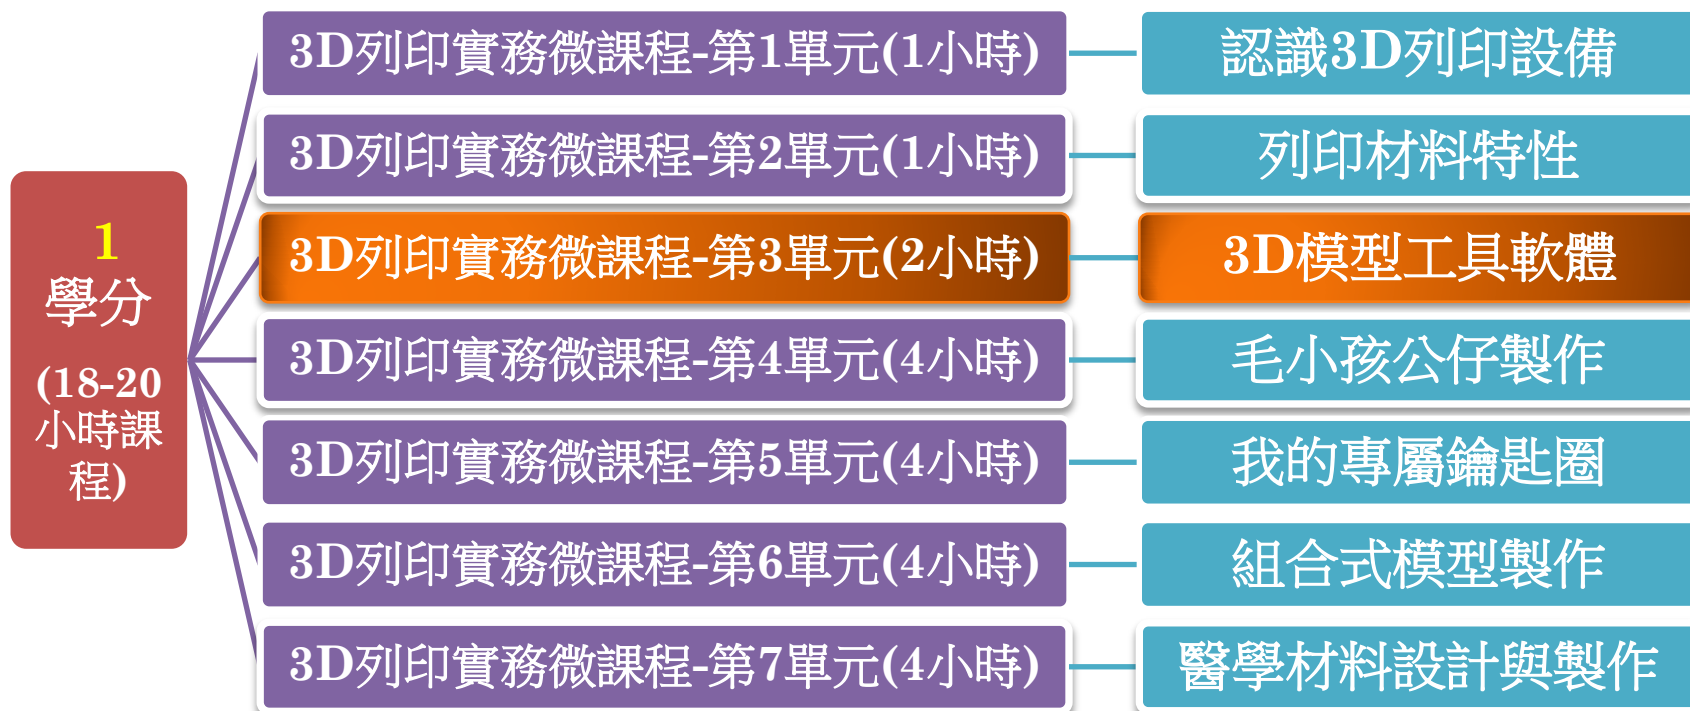 1
學分
(18-20
小時課
程)
3D列印實務微課程-第1單元(1小時)
認識3D列印設備
3D列印實務微課程-第2單元(1小時)
列印材料特性
3D列印實務微課程-第3單元(2小時)
3D模型工具軟體
3D列印實務微課程-第4單元(4小時)
毛小孩公仔製作
3D列印實務微課程-第5單元(4小時)
我的專屬鑰匙圈
3D列印實務微課程-第6單元(4小時)
組合式模型製作
3D列印實務微課程-第7單元(4小時)
醫學材料設計與製作